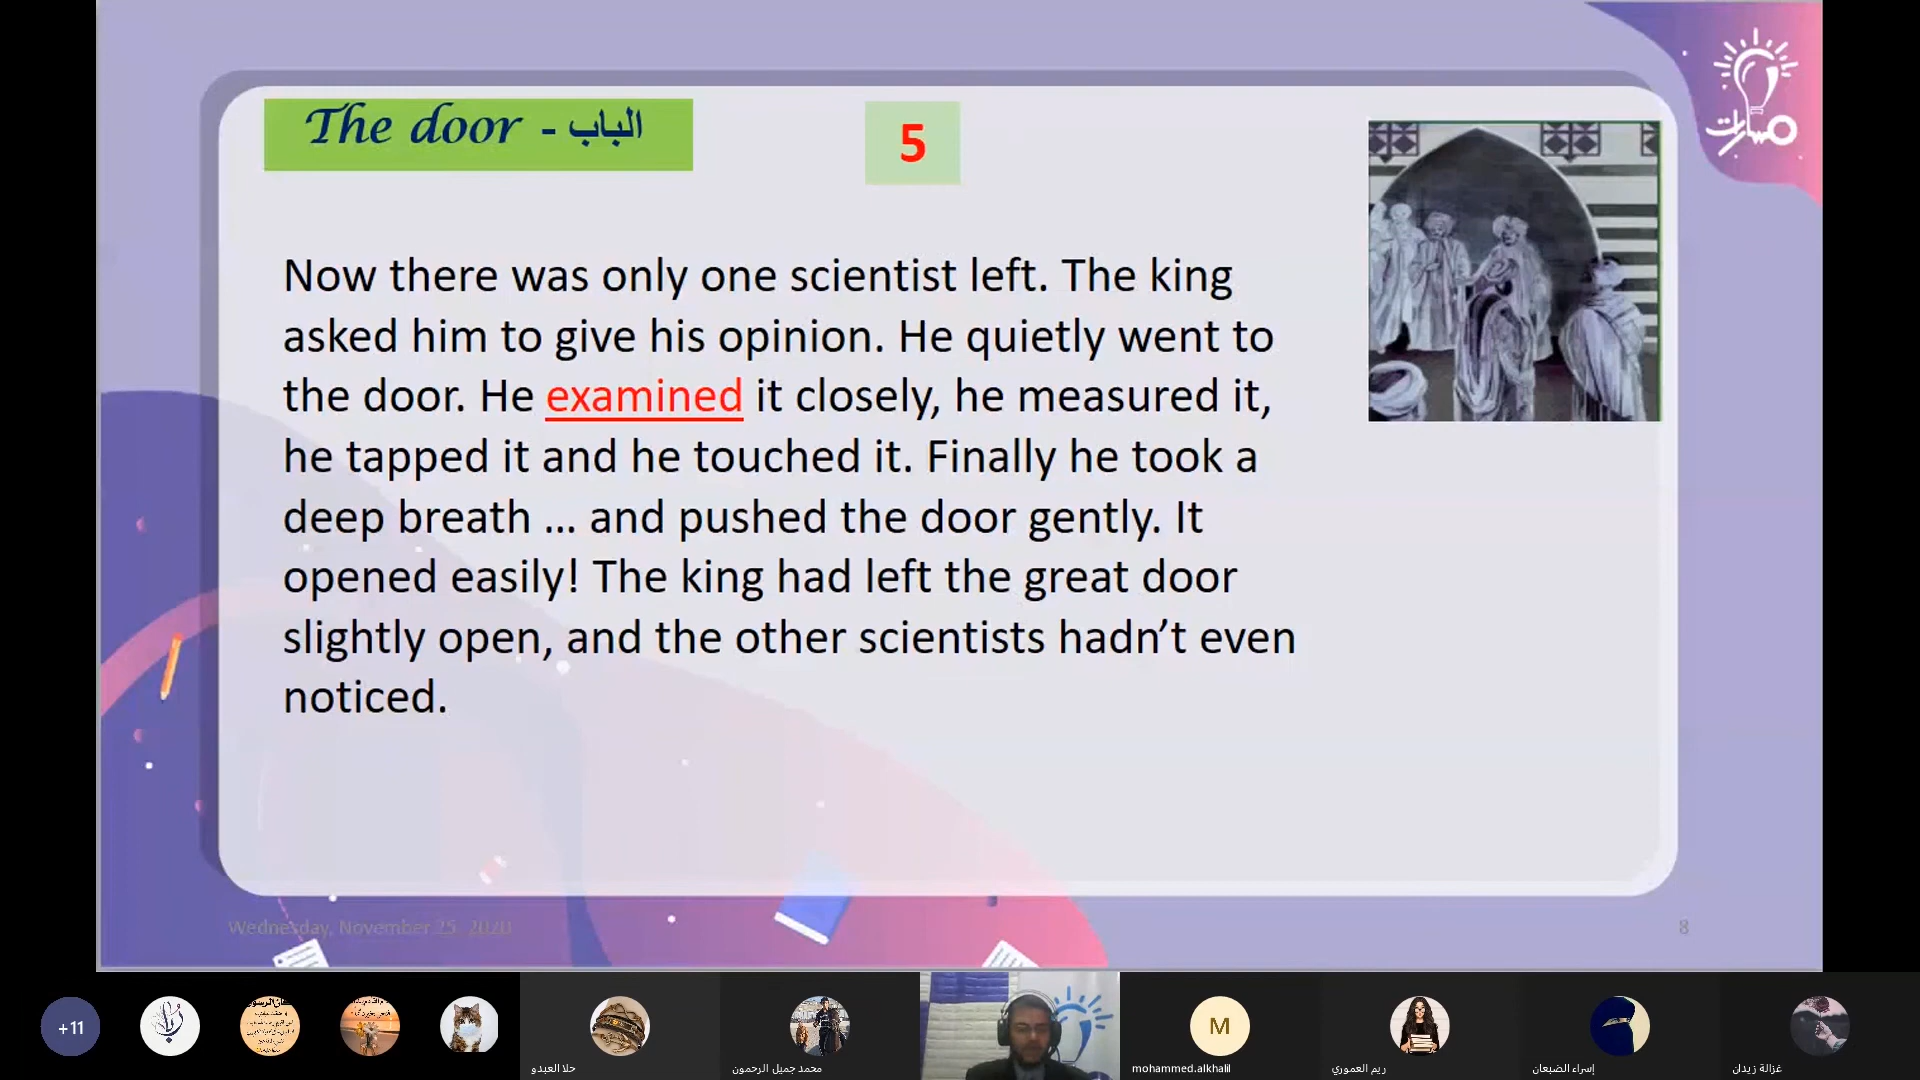 The door - الباب
5
مسارات
Now there was only one scientist left. The king
asked him to give his opinion. He quietly went to
the door. He examined it closely, he measured it,
he tapped it and he touched it. Finally he took a
deep breath ... and pushed the door gently. It
opened easily! The king had left the great door
slightly open, and the other scientists hadn’t even
noticed.
Wednesday, November 25, 2020
8
+11
حلا العبدو
محمد جميل الرحمون
M
mohammed.alkhalil
ريم العموري
إسراء الضبعان
غزالة زيدان